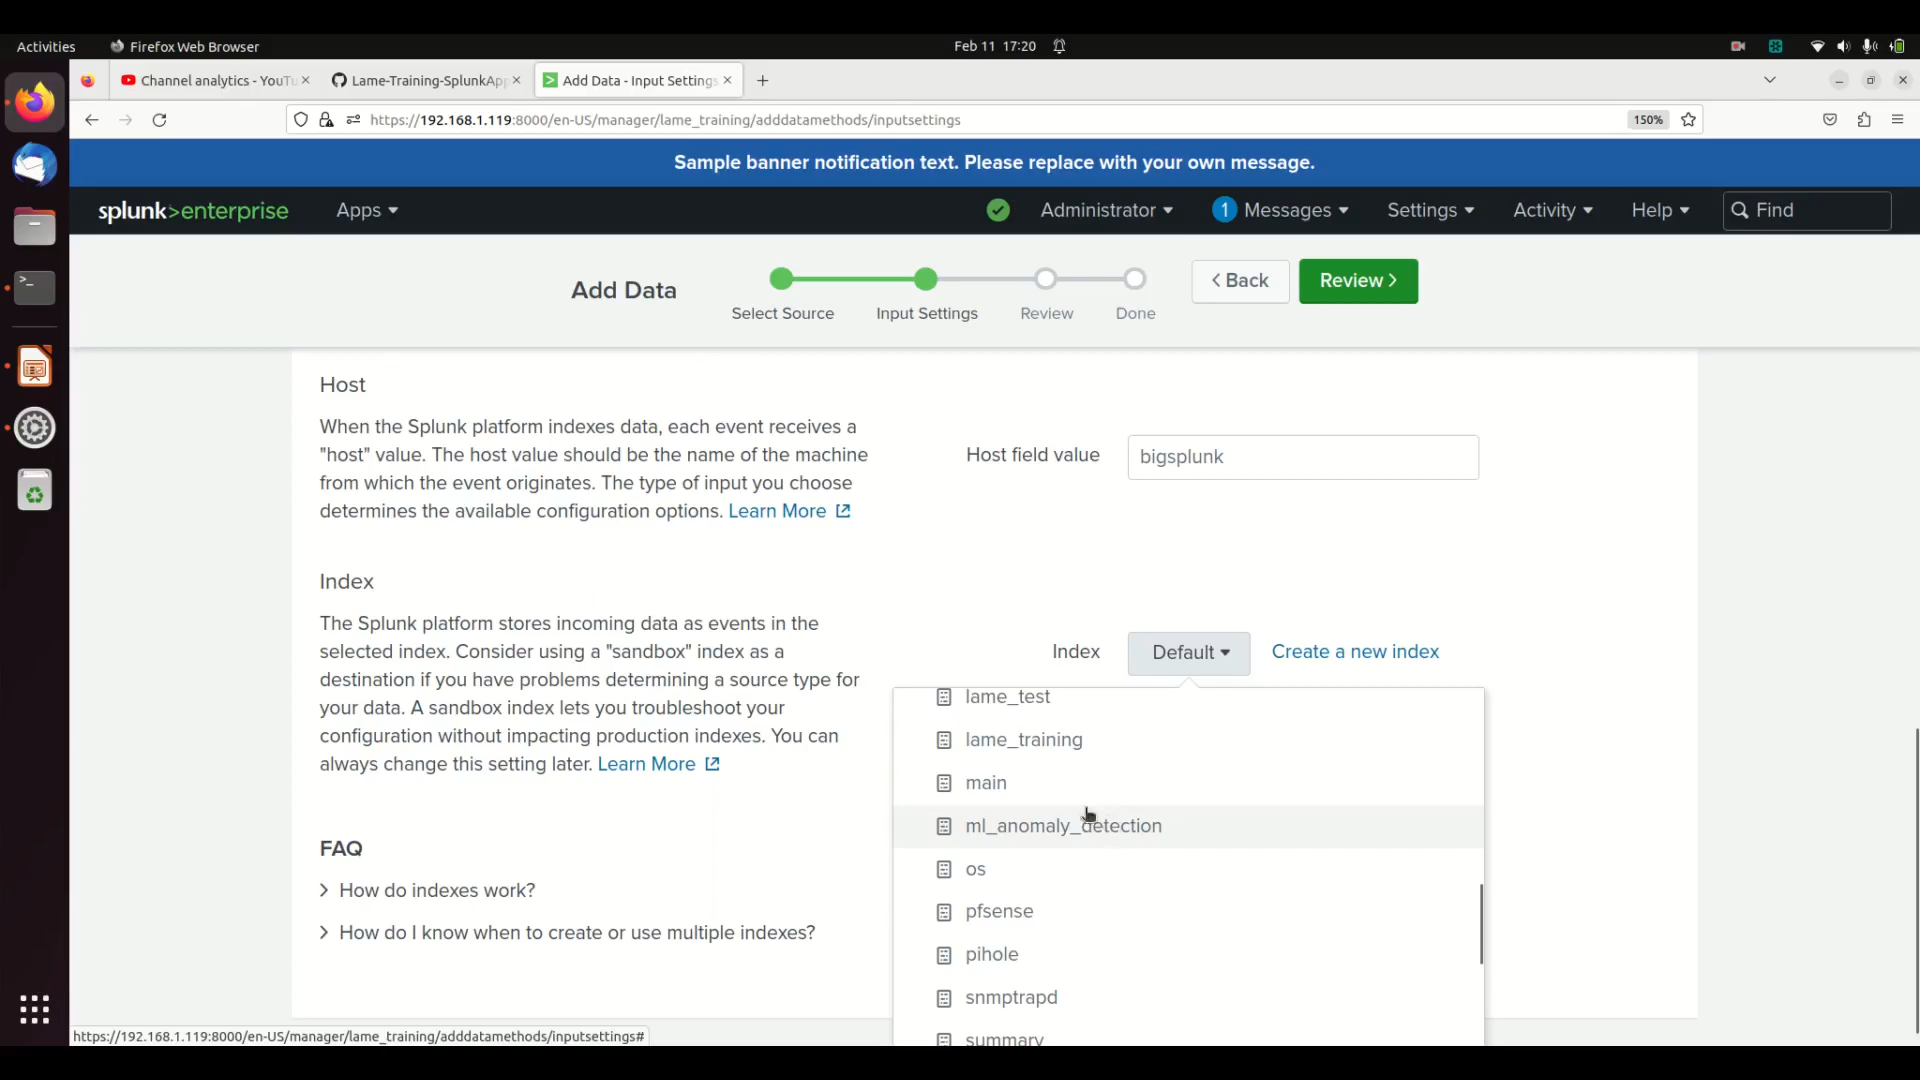 Activities
Firefox Web Browser
Feb 11 17:20
Channel analytics - YouTu
Lame-Training-SplunkApp
Add Data - Input Settings
https://192.168.1.119:8000/en-US/manager/lame_training/adddatamethods/inputsettings
150%
Sample banner notification text. Please replace with your own message.
splunk>enterprise
Apps
Administrator
1 Messages
Settings
Activity
Help
Find
Add Data
Select Source
Input Settings
Review
Done
< Back
Review >
Host
When the Splunk platform indexes data, each event receives a
"host" value. The host value should be the name of the machine
from which the event originates. The type of input you choose
determines the available configuration options. Learn More
Host field value
bigsplunk
Index
The Splunk platform stores incoming data as events in the
selected index. Consider using a "sandbox" index as a
destination if you have problems determining a source type for
your data. A sandbox index lets you troubleshoot your
configuration without impacting production indexes. You can
always change this setting later. Learn More
Index
Default
Create a new index
lame_test
lame_training
main
ml_anomaly_detection
os
pfsense
pihole
snmptrapd
summary
FAQ
> How do indexes work?
> How do I know when to create or use multiple indexes?
https://192.168.1.119:8000/en-US/manager/lame_training/adddatamethods/inputsettings#